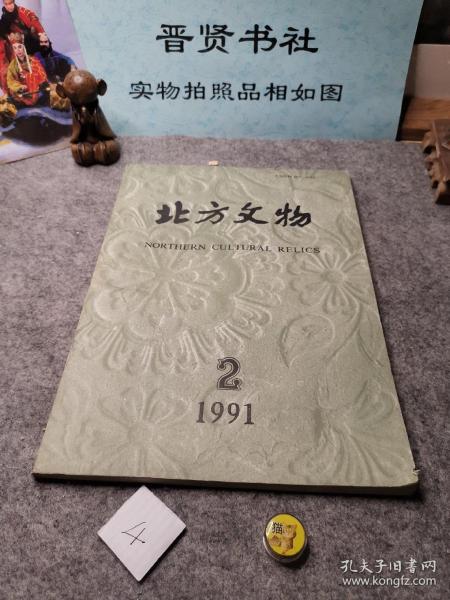 晋贤书社
实物拍照品相如图
北方文物
NORTHERN CULTURAL RELICS
2
1991
4
猫
孔夫子旧书网
www.kongfz.com